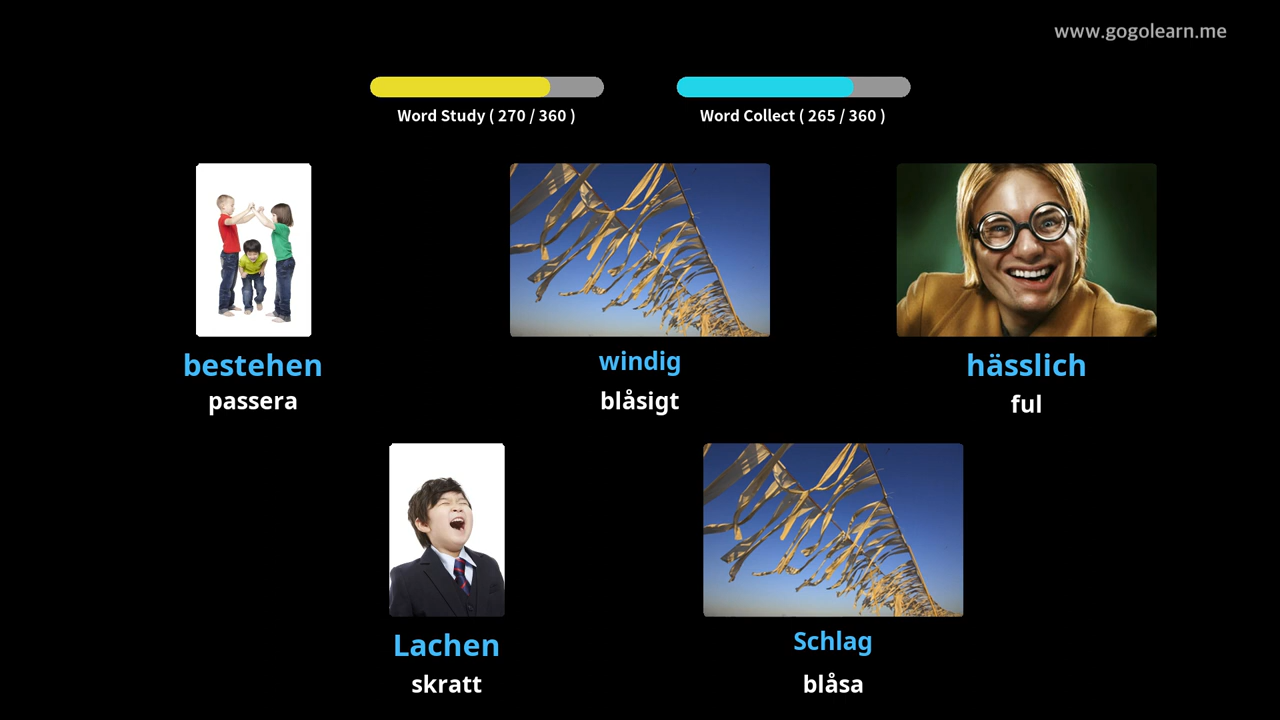 www.gogolearn.me
Word Study ( 270 / 360 )
Word Collect ( 265 / 360 )
bestehen
passera
windig
blåsigt
hässlich
ful
Lachen
skratt
Schlag
blåsa